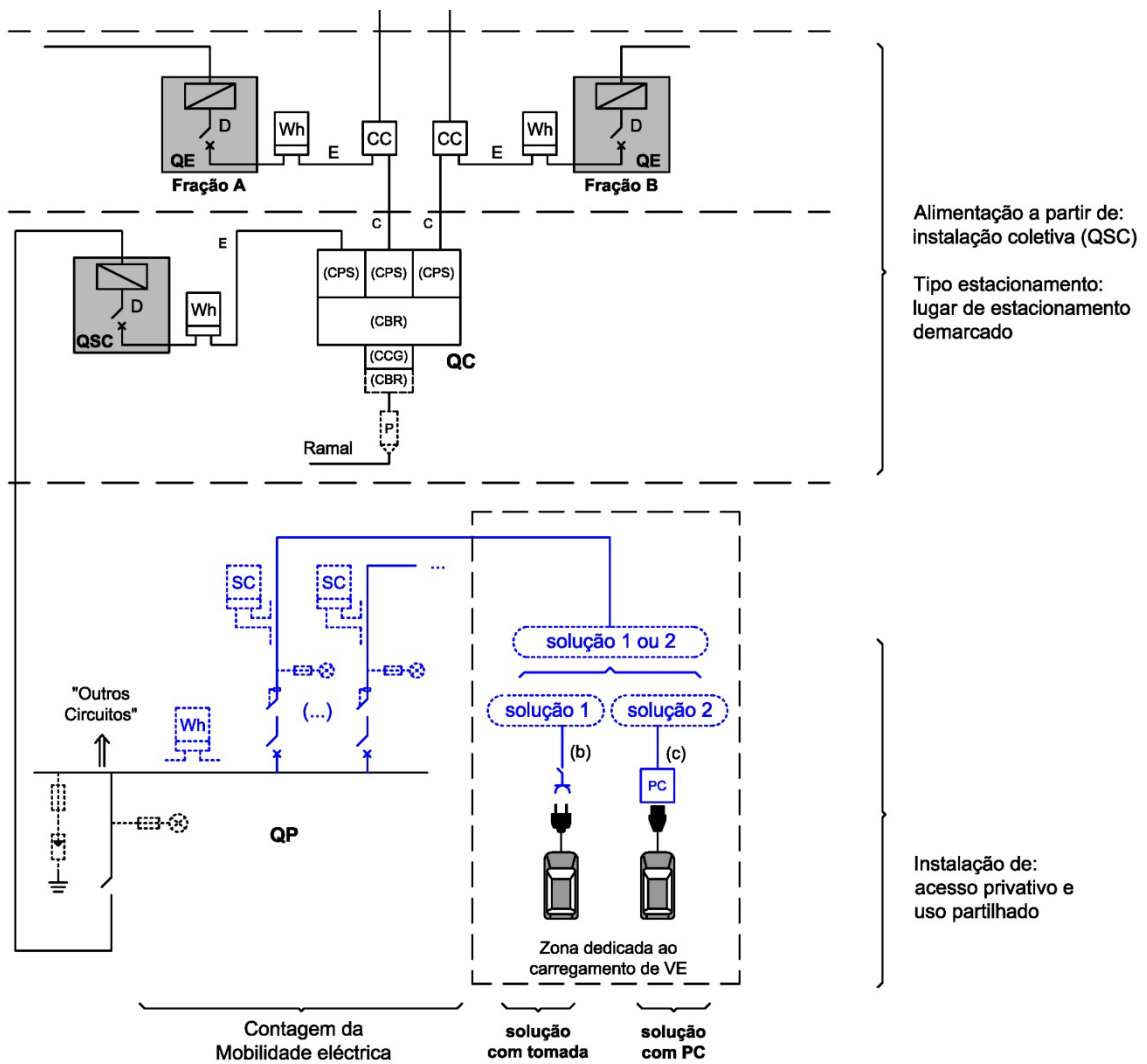 Wh
CC
CC
Wh
D
E
E
D
QE
QE
Fração A
Fração B
Alimentação a partir de:
instalação coletiva (QSC)
Tipo estacionamento:
lugar de estacionamento
demarcado
E
C
C
(CPS) (CPS) (CPS)
D
Wh
QSC
(CBR)
(CCG)
QC
(CBR)
P
Ramal
SC
SC
...
solução 1 ou 2
"Outros
Circuitos"
Wh
(...)
solução 1
solução 2
(b)
(c)
PC
QP
Instalação de:
acesso privativo e
uso partilhado
Zona dedicada ao
carregamento de VE
Contagem da
Mobilidade eléctrica
solução
com tomada
solução
com PC